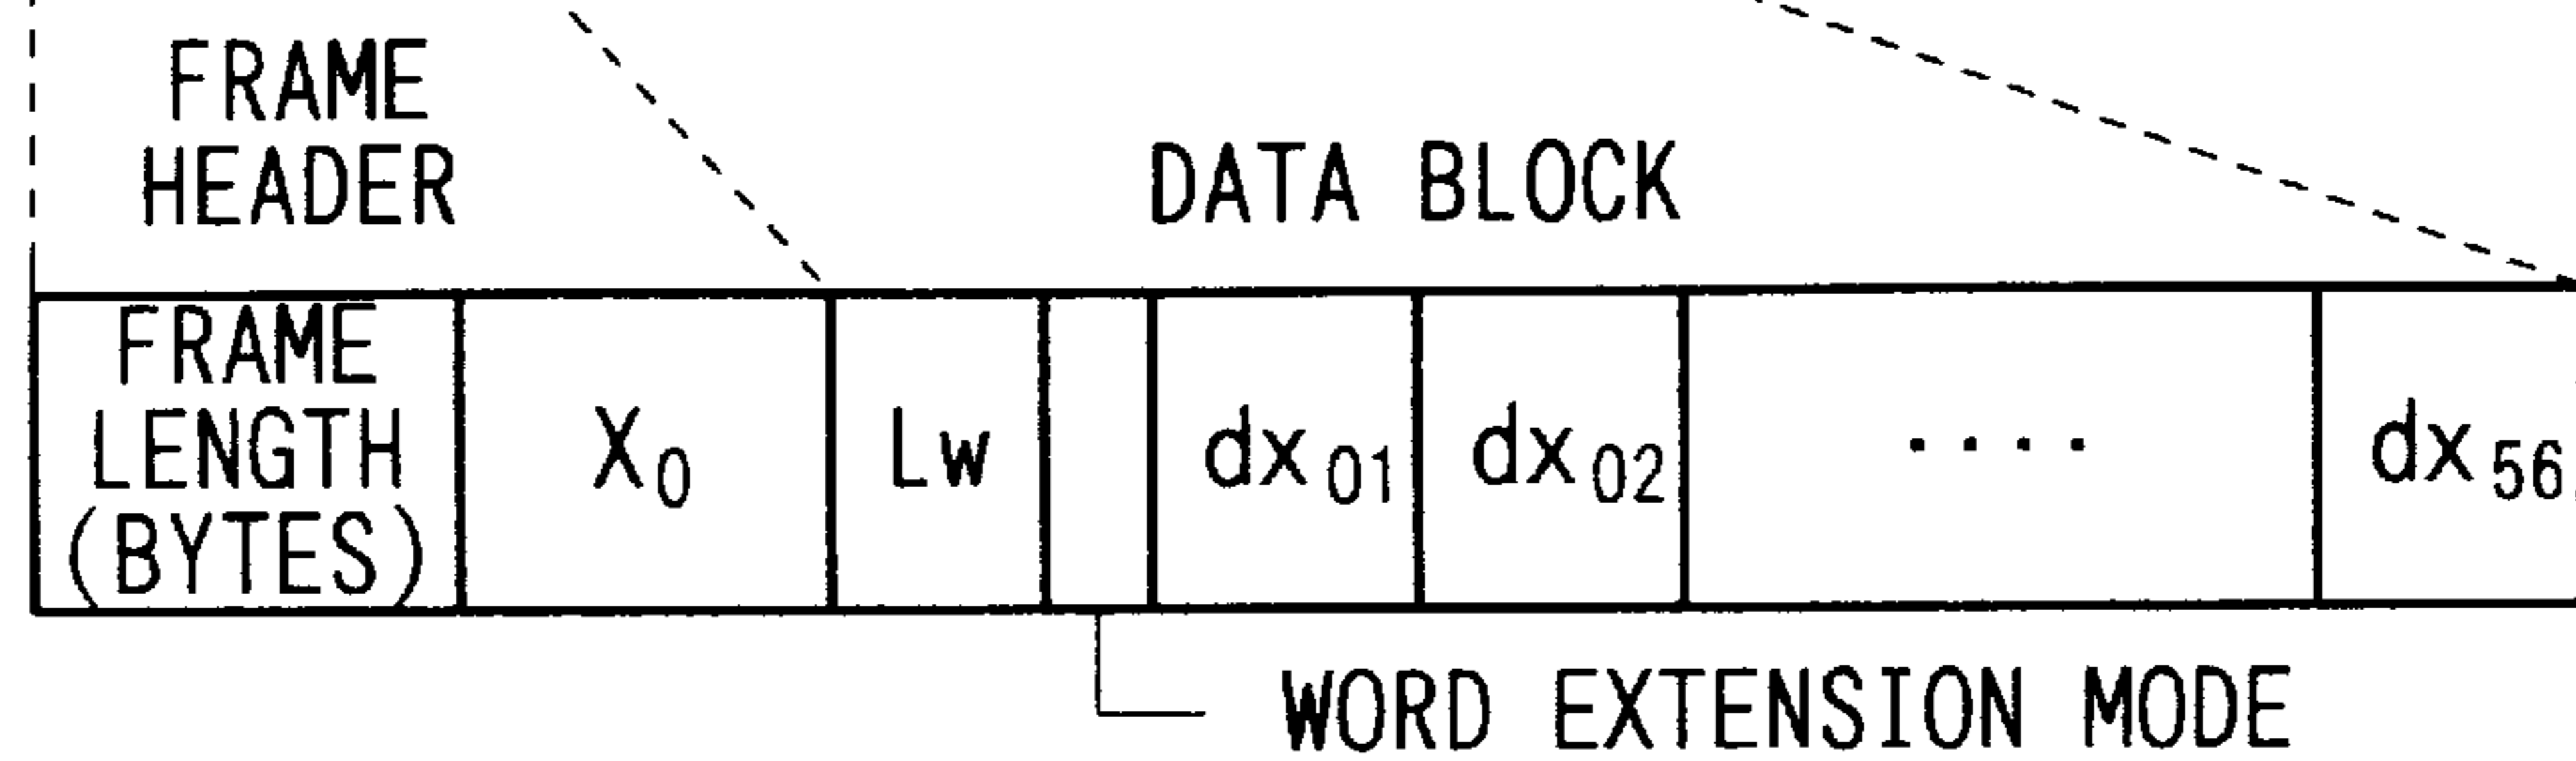 FRAME
HEADER
DATA BLOCK
FRAME
LENGTH
(BYTES)
X₀
Lw
dx₀₁
dx₀₂
....
dx₅₆
WORD EXTENSION MODE